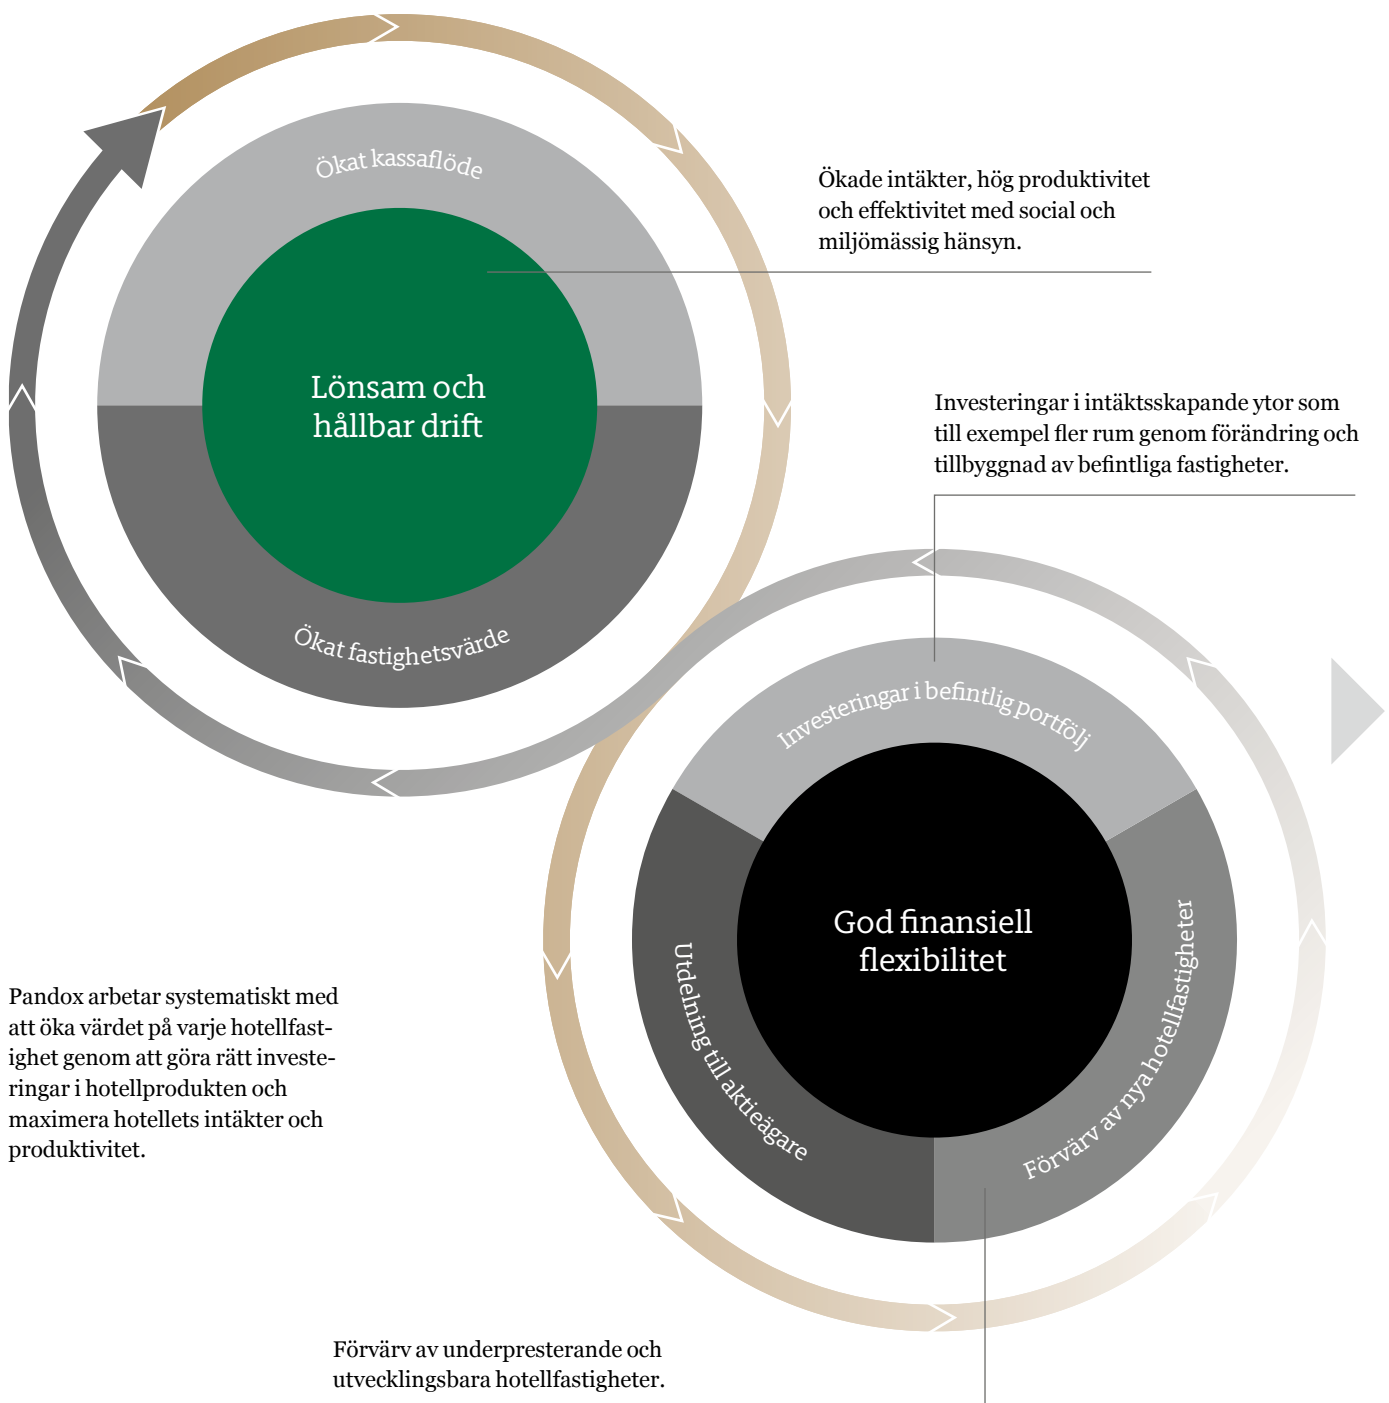 Ökat kassaflöde
Ökade intäkter, hög produktivitet
och effektivitet med social och
miljömässig hänsyn.
Lönsam och
hållbar drift
Investeringar i intäktsskapande ytor som
till exempel fler rum genom förändring och
tillbyggnad av befintliga fastigheter.
Ökat fastighetsvärde
Investeringar i befintlig portfölj
God finansiell
flexibilitet
Utdelning till aktieägare
Förvärv av nya hotellfastigheter
Pandox arbetar systematiskt med
att öka värdet på varje hotellfast-
ighet genom att göra rätt investe-
ringar i hotellprodukten och
maximera hotellets intäkter och
produktivitet.
Förvärv av underpresterande och
utvecklingsbara hotellfastigheter.